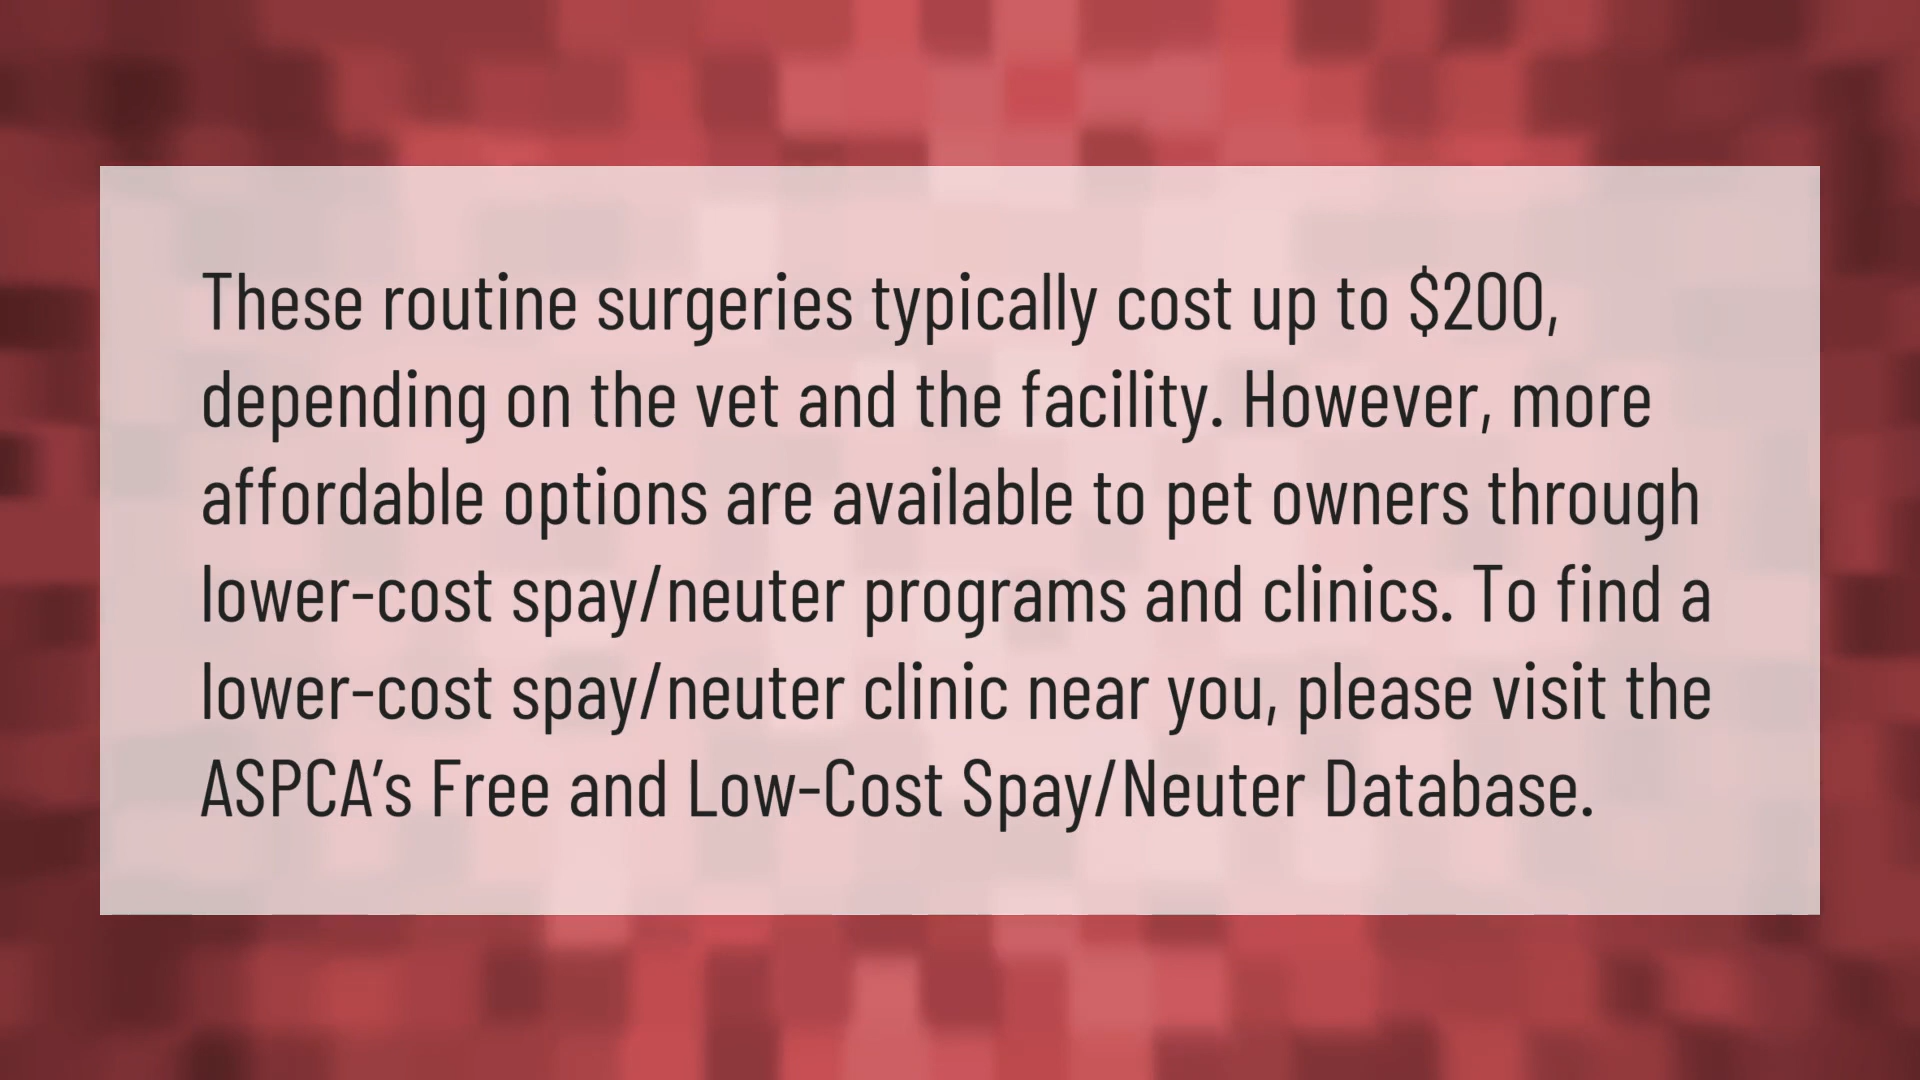 These routine surgeries typically cost up to $200,
depending on the vet and the facility. However, more
affordable options are available to pet owners through
lower-cost spay/neuter programs and clinics. To find a
lower-cost spay/neuter clinic near you, please visit the
ASPCA’s Free and Low-Cost Spay/Neuter Database.